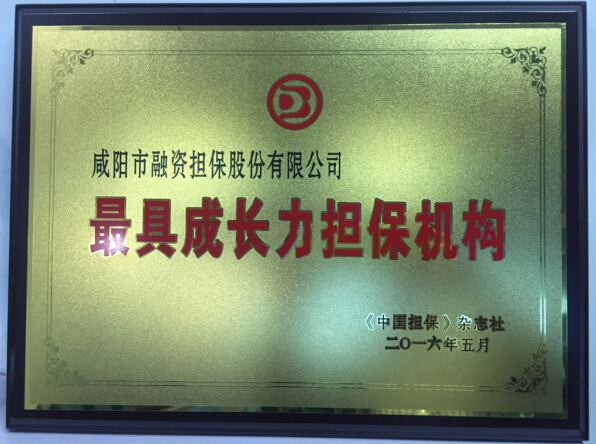 咸阳市融资担保股份有限公司
最具成长力担保机构
《中国担保》杂志社
二〇一六年五月